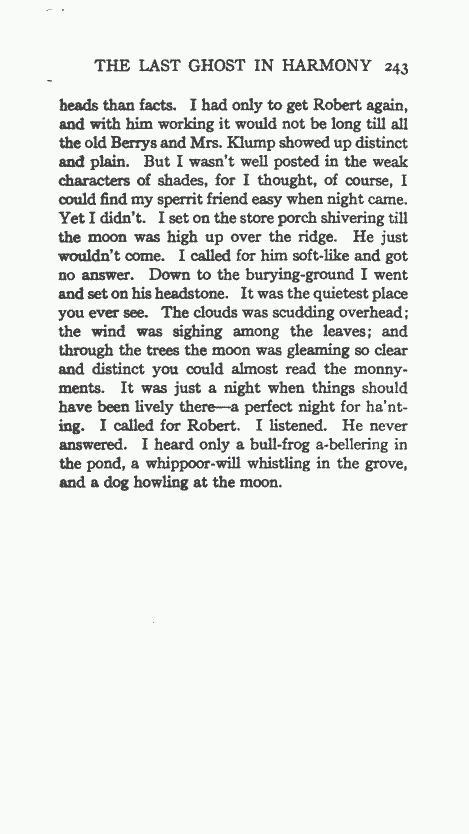 THE LAST GHOST IN HARMONY 243
heads than facts. I had only to get Robert again,
and with him working it would not be long till all
the old Berrys and Mrs. Klump showed up distinct
and plain. But I wasn't well posted in the weak
characters of shades, for I thought, of course, I
could find my sperrit friend easy when night came.
Yet I didn't. I set on the store porch shivering till
the moon was high up over the ridge. He just
wouldn't come. I called for him soft-like and got
no answer. Down to the burying-ground I went
and set on his headstone. It was the quietest place
you ever see. The clouds was scudding overhead;
the wind was sighing among the leaves; and
through the trees the moon was gleaming so clear
and distinct you could almost read the monny-
ments. It was just a night when things should
have been lively there—a perfect night for ha'nt-
ing. I called for Robert. I listened. He never
answered. I heard only a bull-frog a-bellering in
the pond, a whippoor-will whistling in the grove,
and a dog howling at the moon.